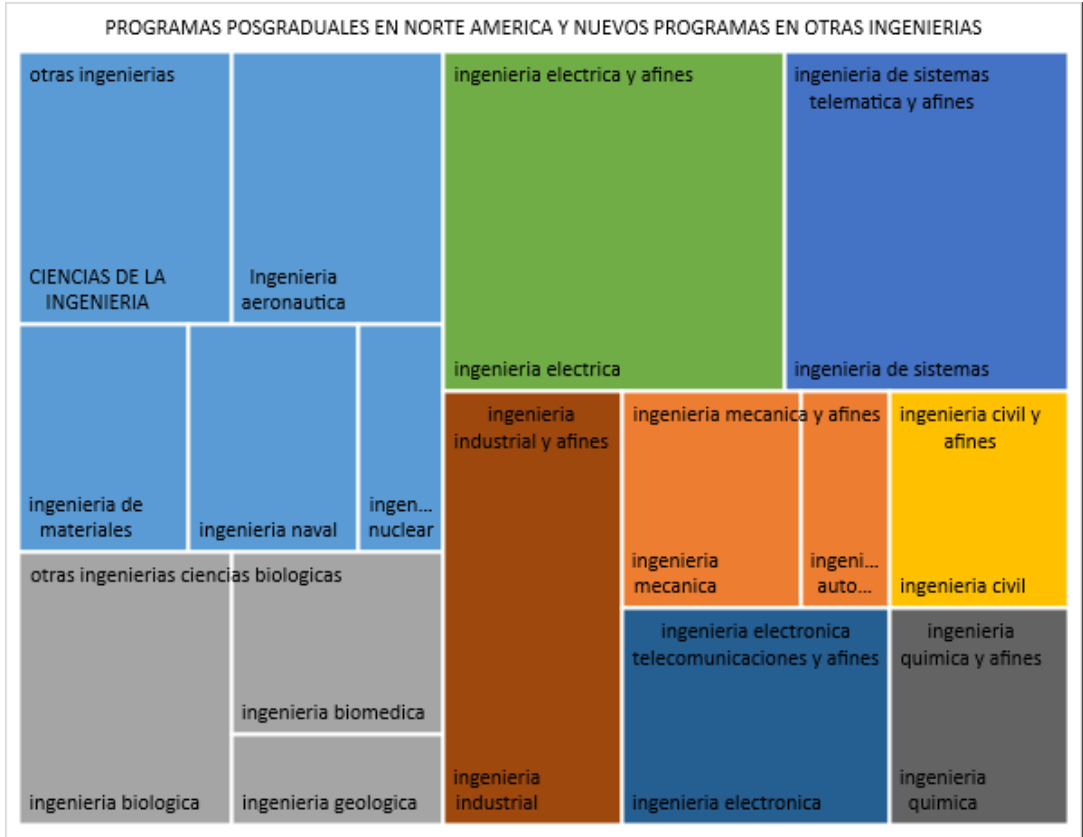 PROGRAMAS POSGRADUALES EN NORTE AMERICA Y NUEVOS PROGRAMAS EN OTRAS INGENIERIAS
otras ingenierias
CIENCIAS DE LA
INGENIERIA
Ingenieria
aeronautica
ingenieria de
materiales
ingenieria naval
ingen...
nuclear
otras ingenierias ciencias biologicas
ingenieria biologica
ingenieria biomedica
ingenieria geologica
ingenieria electrica y afines
ingenieria electrica
ingenieria de sistemas
telematica y afines
ingenieria de sistemas
ingenieria
industrial y afines
ingenieria
industrial
ingenieria mecanica y afines
ingenieria
mecanica
ingeni...
auto...
ingenieria civil y
afines
ingenieria civil
ingenieria electronica
telecomunicaciones y afines
ingenieria electronica
ingenieria
quimica y afines
ingenieria
quimica